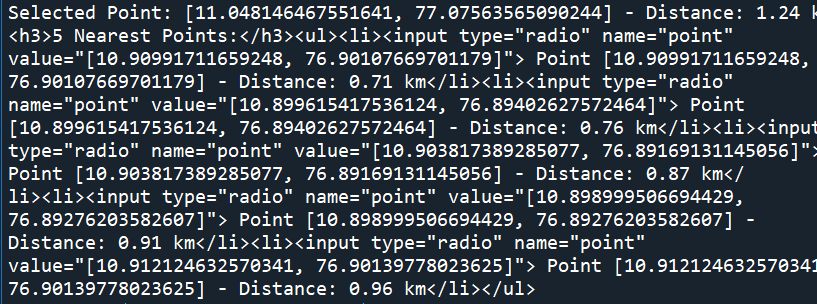 Selected Point: [11.048146467551641, 77.07563565090244] - Distance: 1.24 k
<h3>5 Nearest Points:</h3><ul><li><input type="radio" name="point"
value="[10.90991711659248, 76.90107669701179]"> Point [10.90991711659248,
76.90107669701179] - Distance: 0.71 km</li><li><input type="radio"
name="point" value="[10.899615417536124, 76.89402627572464]"> Point
[10.899615417536124, 76.89402627572464] - Distance: 0.76 km</li><li><input
type="radio" name="point" value="[10.903817389285077, 76.89169131145056]">
Point [10.903817389285077, 76.89169131145056] - Distance: 0.87 km</
li><li><input type="radio" name="point" value="[10.898999506694429,
76.89276203582607]"> Point [10.898999506694429, 76.89276203582607] -
Distance: 0.91 km</li><li><input type="radio" name="point"
value="[10.912124632570341, 76.90139778023625]"> Point [10.912124632570341
76.90139778023625] - Distance: 0.96 km</li></ul>